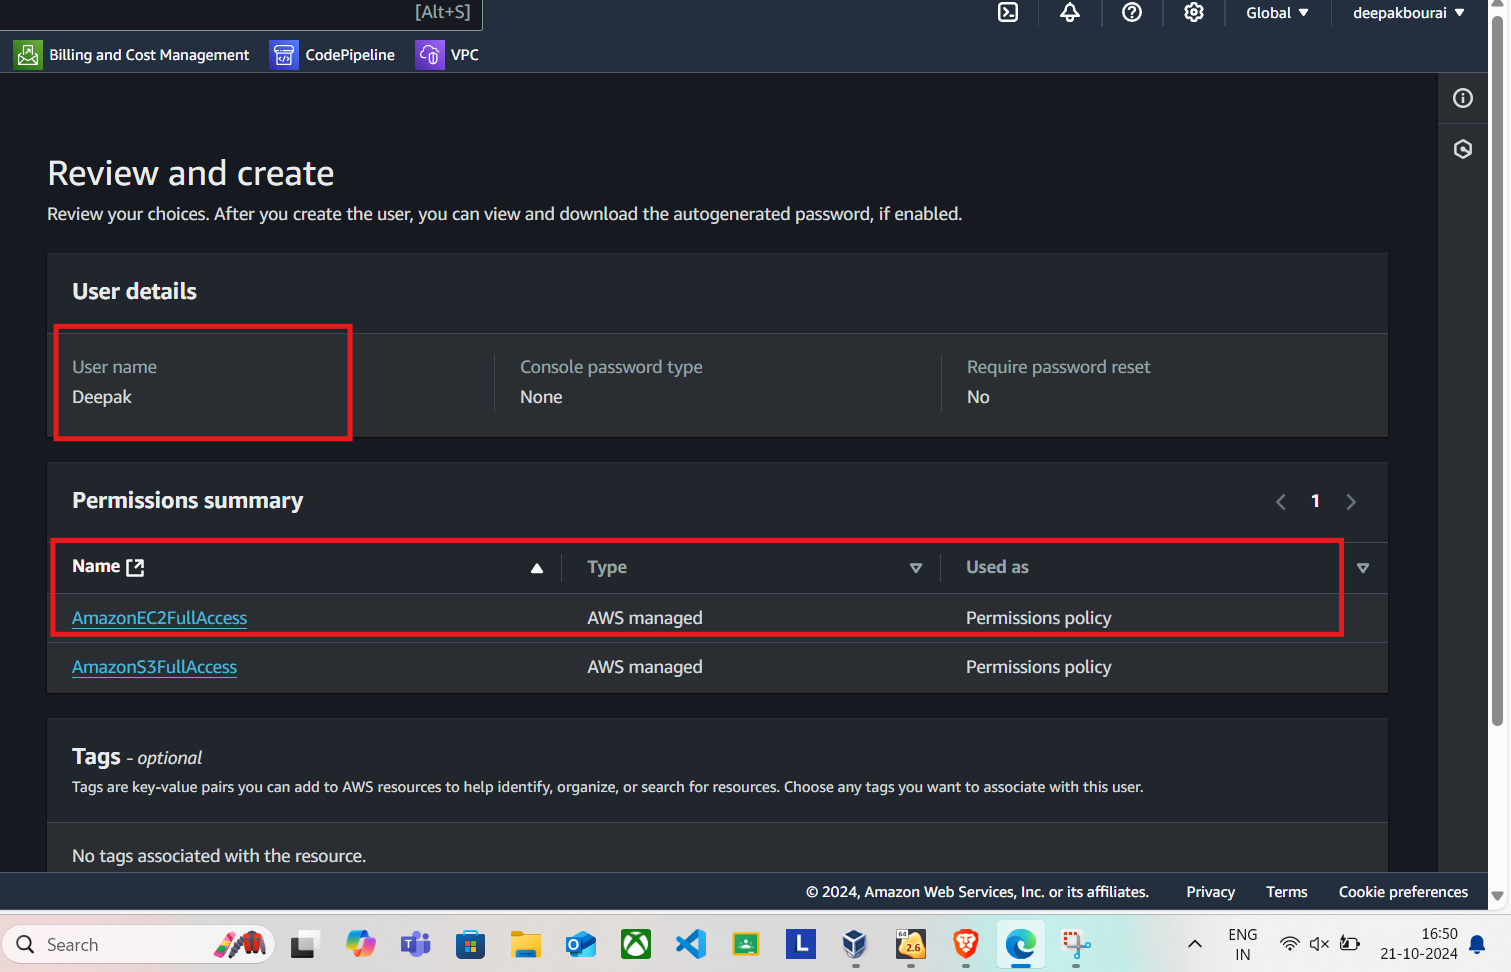 [Alt+S]
Global
deepakbourai
Billing and Cost Management
CodePipeline
VPC
Review and create
Review your choices. After you create the user, you can view and download the autogenerated password, if enabled.
User details
User name
Console password type
Require password reset
Deepak
None
No
Permissions summary
1
Name
Type
Used as
AmazonEC2FullAccess
AWS managed
Permissions policy
AmazonS3FullAccess
AWS managed
Permissions policy
Tags - optional
Tags are key-value pairs you can add to AWS resources to help identify, organize, or search for resources. Choose any tags you want to associate with this user.
No tags associated with the resource.
© 2024, Amazon Web Services, Inc. or its affiliates.
Privacy
Terms
Cookie preferences
Search
L
64
2.6
ENG
IN
16:50
21-10-2024